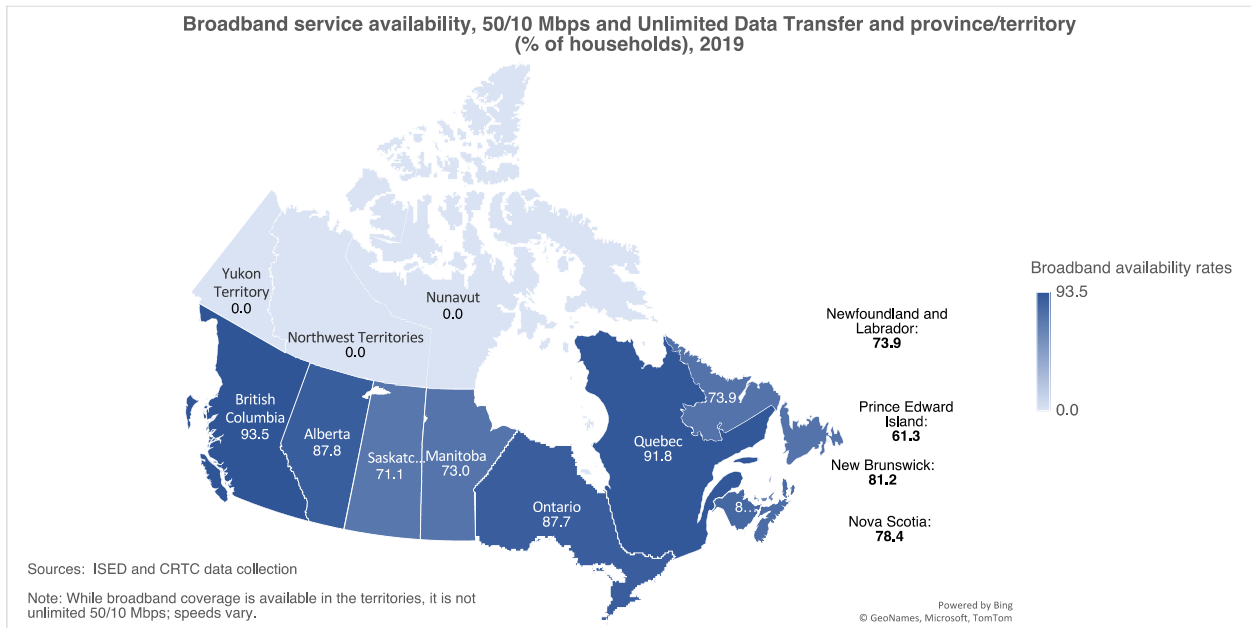 Broadband service availability, 50/10 Mbps and Unlimited Data Transfer and province/territory
(% of households), 2019
Yukon
Territory
0.0
Nunavut
0.0
Northwest Territories
0.0
British
Columbia
93.5
Alberta
87.8
Saskatc...
71.1
Manitoba
73.0
Ontario
87.7
Quebec
91.8
73.9
8...
Newfoundland and
Labrador:
73.9
Prince Edward
Island:
61.3
New Brunswick:
81.2
Nova Scotia:
78.4
Broadband availability rates
93.5
0.0
Sources: ISED and CRTC data collection
Note: While broadband coverage is available in the territories, it is not
unlimited 50/10 Mbps; speeds vary.
Powered by Bing
© GeoNames, Microsoft, TomTom